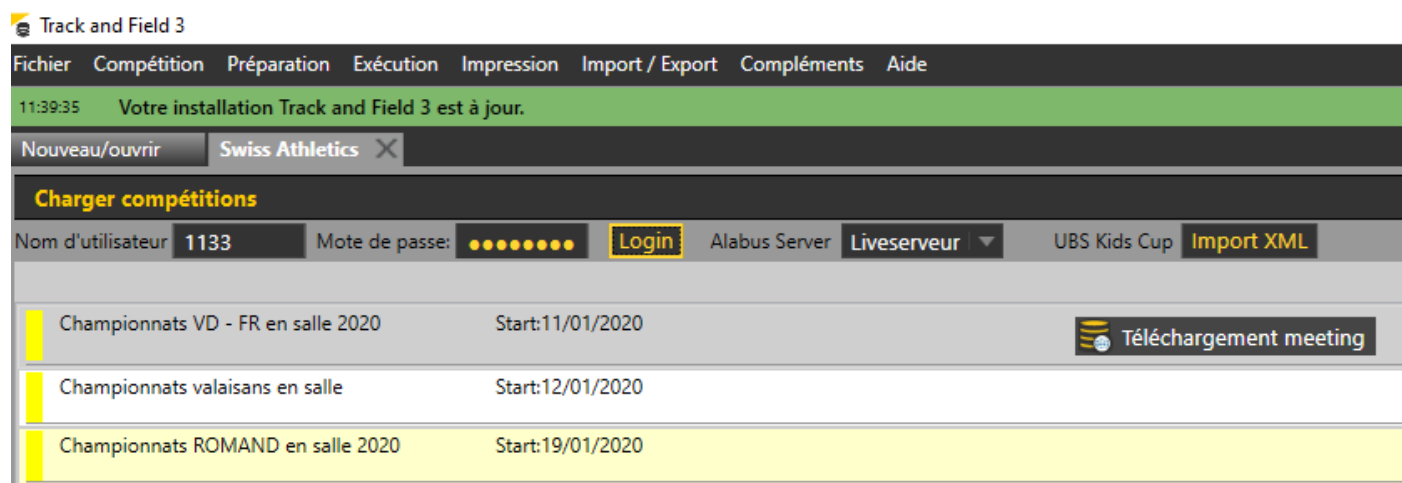 Track and Field 3
Fichier Compétition Préparation Exécution Impression Import / Export Compléments Aide
11:39:35 Votre installation Track and Field 3 est à jour.
Nouveau/ouvrir Swiss Athletics
Charger compétitions
Nom d'utilisateur 1133 Mote de passe: ●●●●●●●● Login Alabus Server Liveserveur UBS Kids Cup Import XML
Championnats VD - FR en salle 2020 Start:11/01/2020 Téléchargement meeting
Championnats valaisans en salle Start:12/01/2020
Championnats ROMAND en salle 2020 Start:19/01/2020